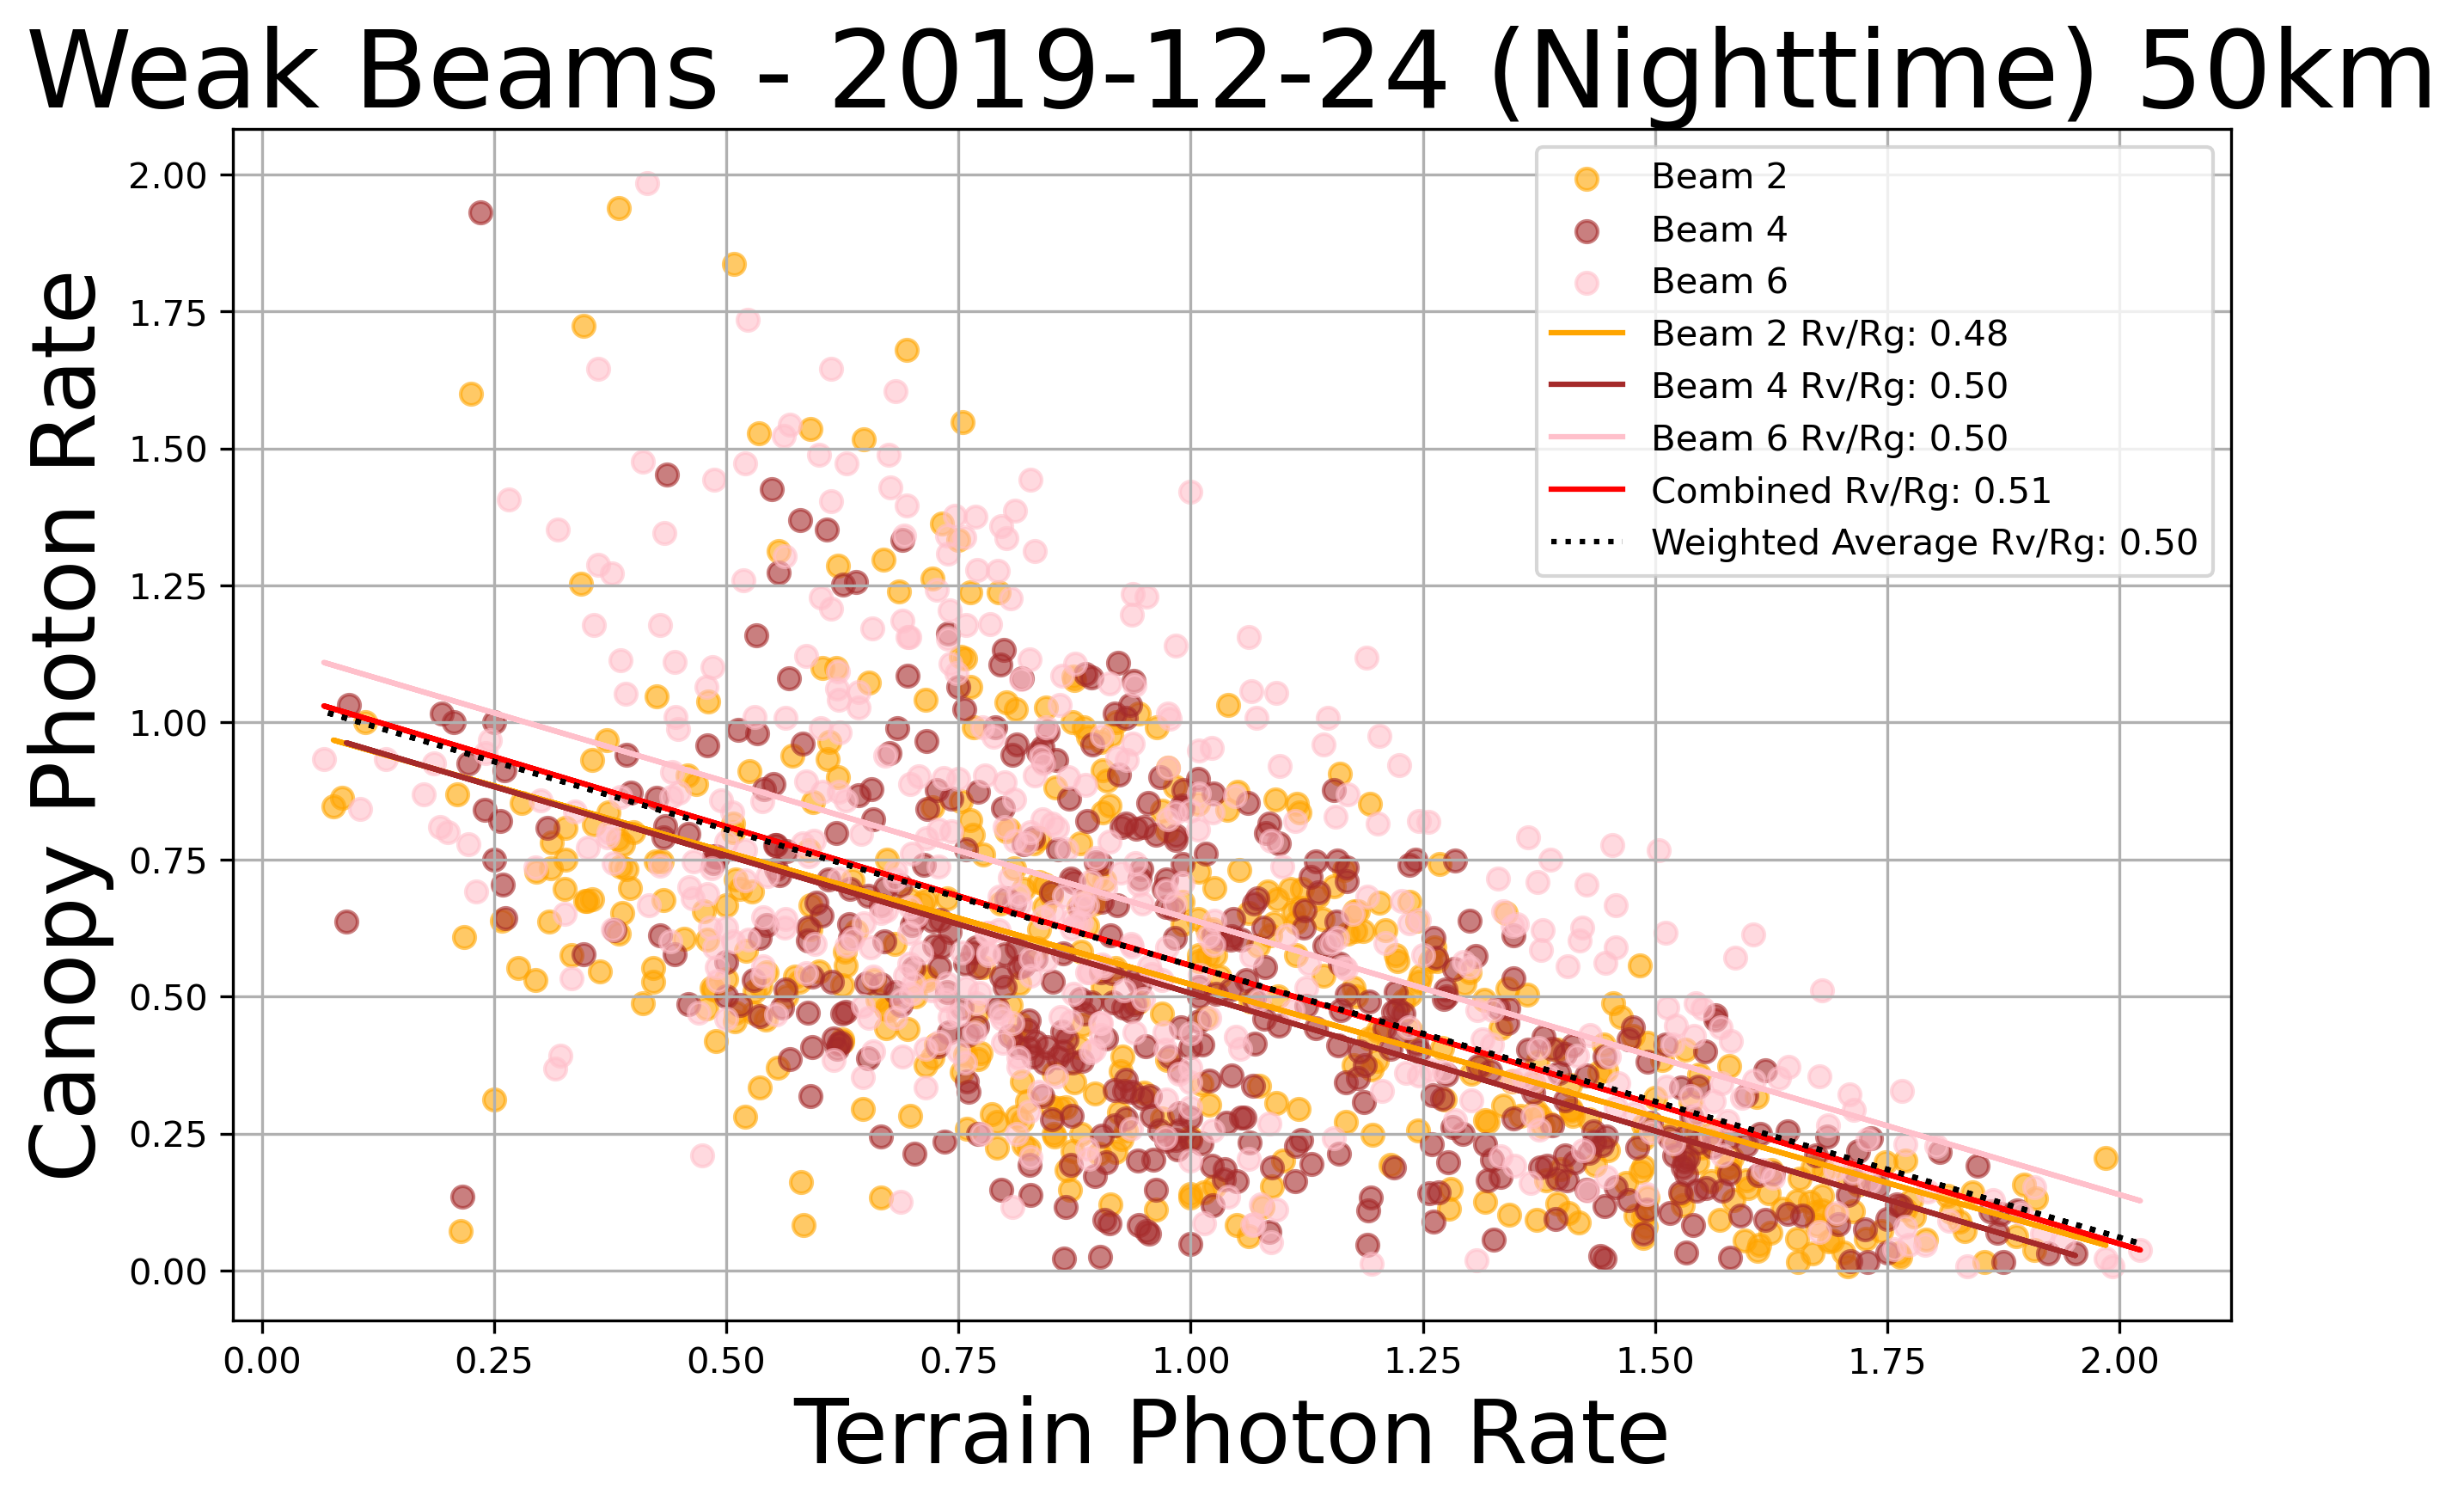 Weak Beams - 2019-12-24 (Nighttime) 50km
Canopy Photon Rate
2.00
1.75
1.50
1.25
1.00
0.75
0.50
0.25
0.00
Beam 2
Beam 4
Beam 6
Beam 2 Rv/Rg: 0.48
Beam 4 Rv/Rg: 0.50
Beam 6 Rv/Rg: 0.50
Combined Rv/Rg: 0.51
Weighted Average Rv/Rg: 0.50
0.00 0.25 0.50 0.75 1.00 1.25 1.50 1.75 2.00
Terrain Photon Rate